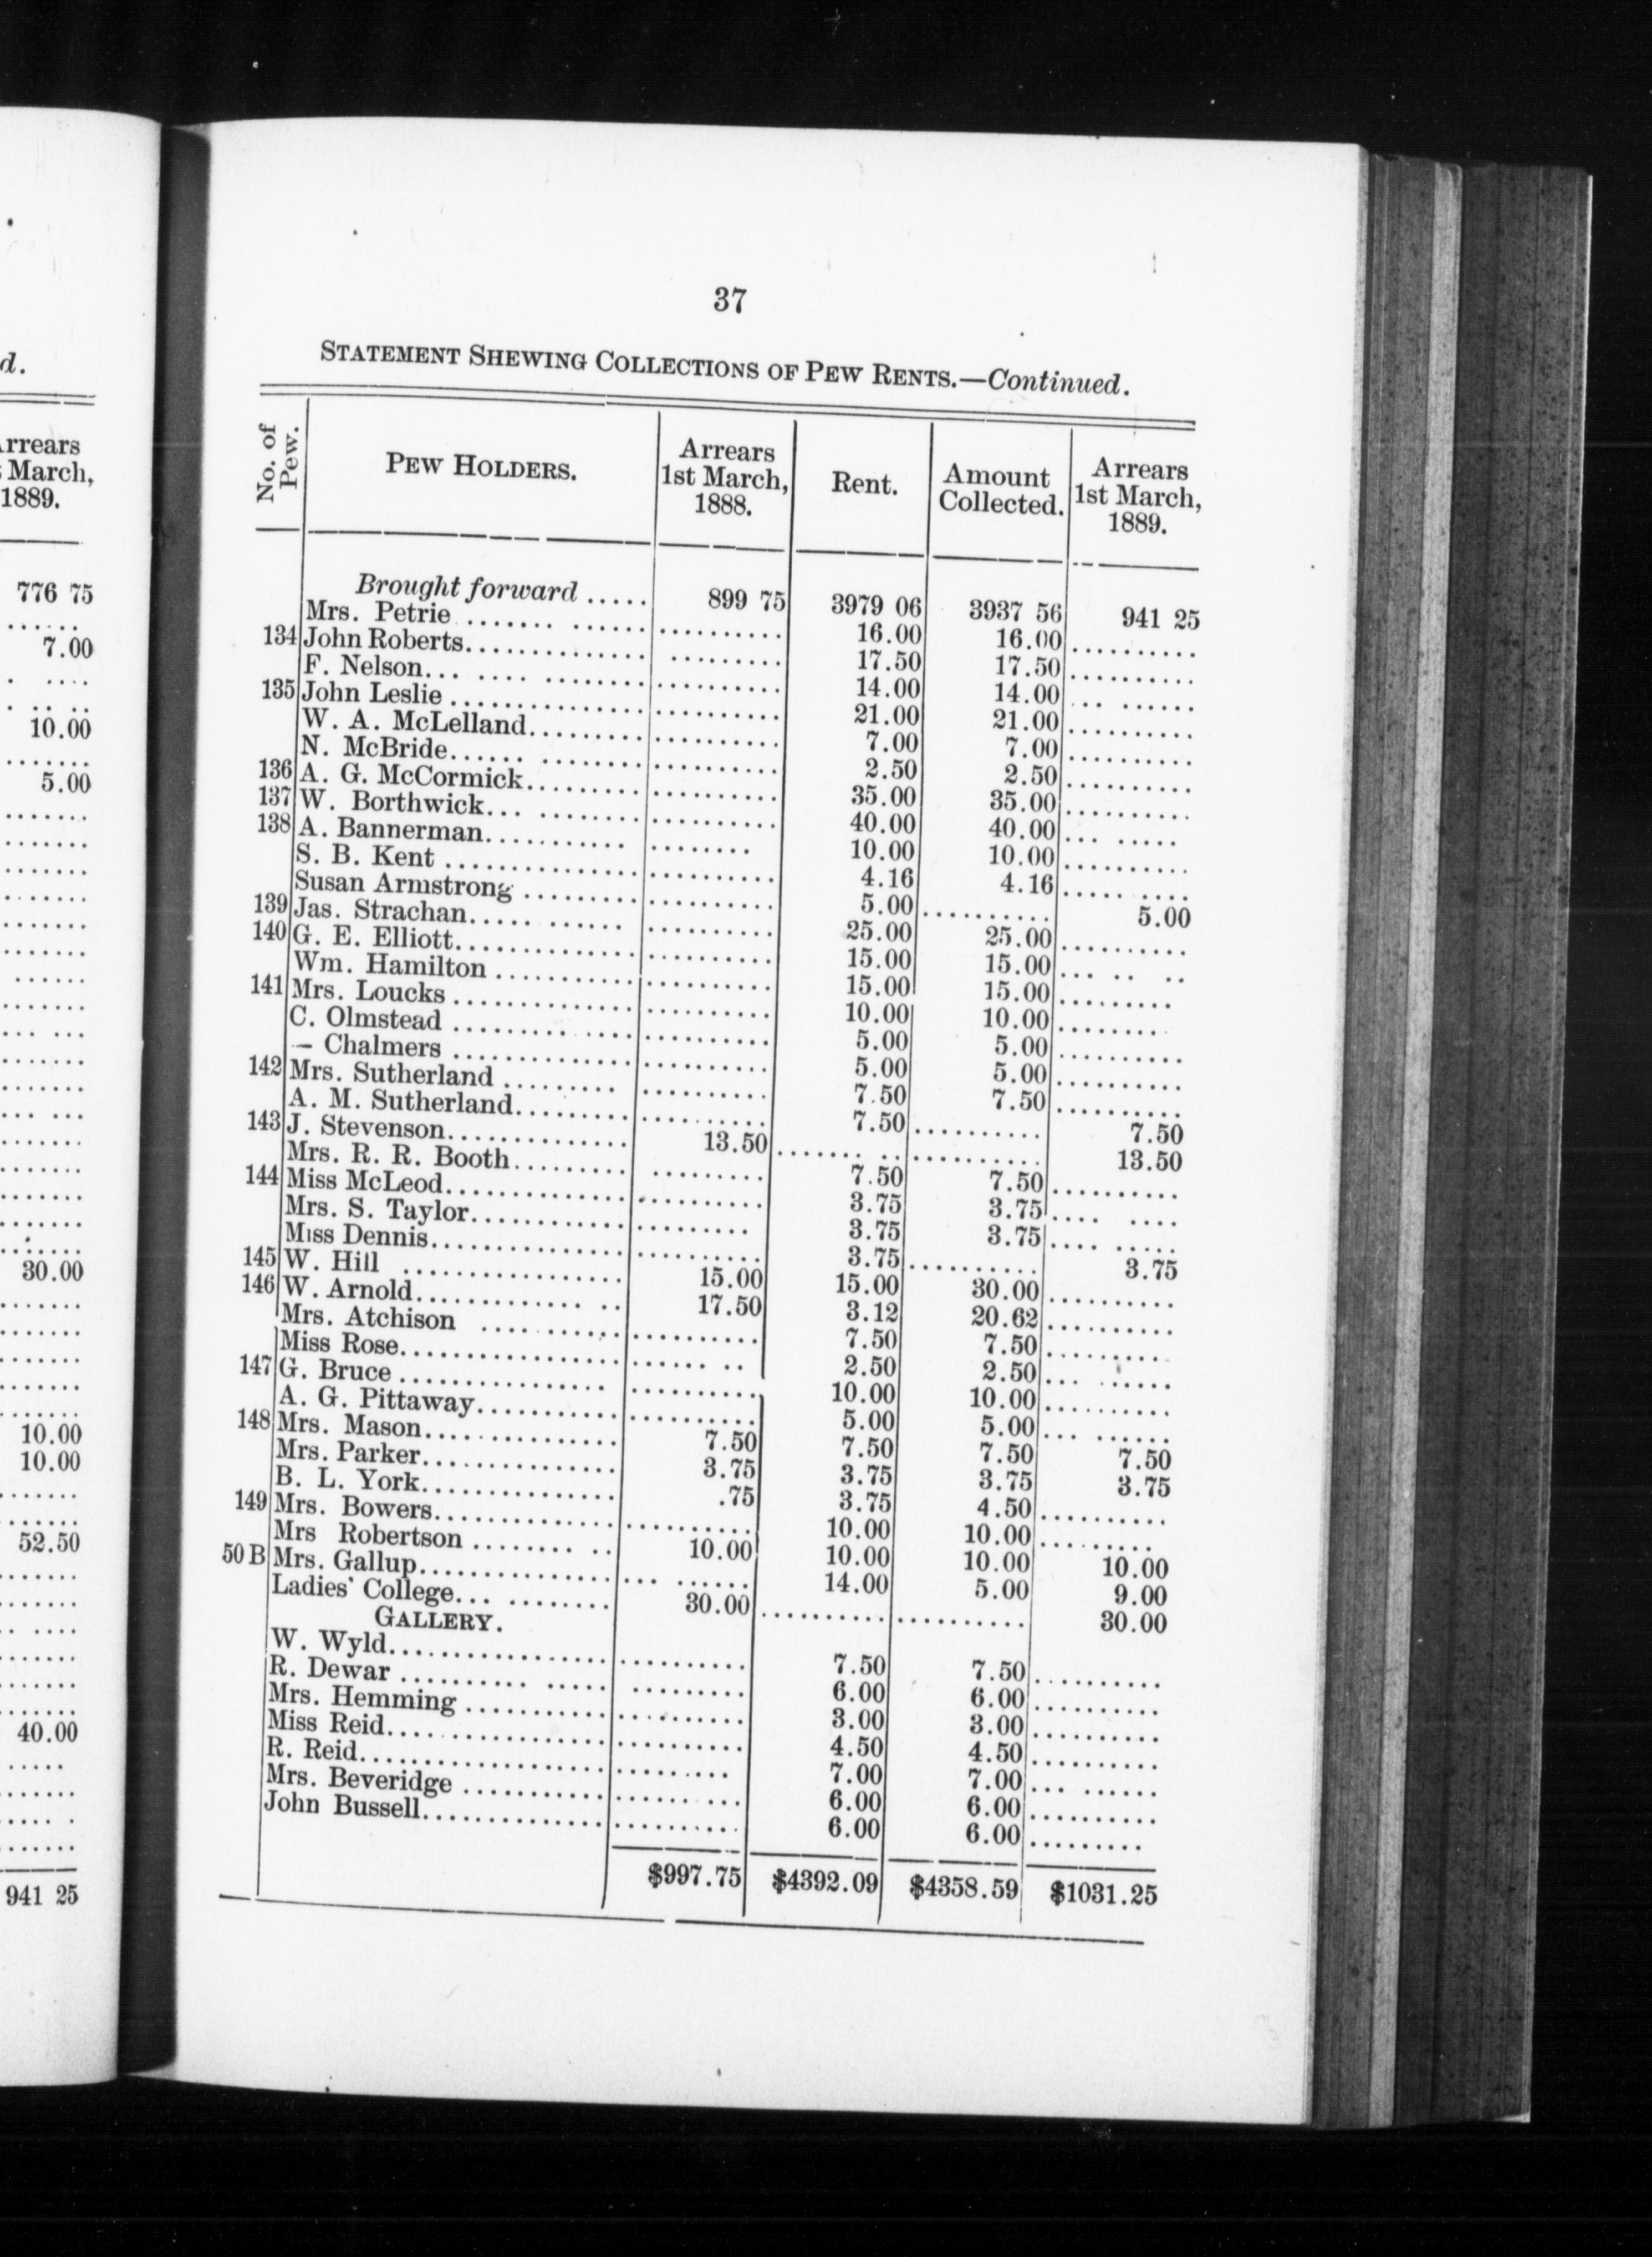 d.
Arrears
March,
1889.
776 75
7.00
10.00
5.00
30.00
10.00
10.00
52.50
40.00
941 25
37
STATEMENT SHEWING COLLECTIONS OF PEW RENTS.—Continued.
No. of Pew. PEW HOLDERS. Arrears 1st March, 1888. Rent. Amount Collected. Arrears 1st March, 1889.
Brought forward ..... 899 75 3979 06 3937 56 941 25
Mrs. Petrie 16.00 16.00
134 John Roberts 17.50 17.50
F. Nelson 14.00 14.00
135 John Leslie 21.00 21.00
W. A. McLelland 7.00 7.00
N. McBride 2.50 2.50
136 A. G. McCormick 35.00 35.00
137 W. Borthwick 40.00 40.00
138 A. Bannerman 10.00 10.00
S. B. Kent 4.16 4.16
Susan Armstrong 5.00 5.00
139 Jas. Strachan 25.00 25.00
140 G. E. Elliott 15.00 15.00
Wm. Hamilton 15.00 15.00
141 Mrs. Loucks 10.00 10.00
C. Olmstead 5.00 5.00
— Chalmers 5.00 5.00
142 Mrs. Sutherland 7.50 7.50
A. M. Sutherland 7.50 7.50
143 J. Stevenson 13.50 13.50
Mrs. R. R. Booth 7.50 7.50
144 Miss McLeod 3.75 3.75
Mrs. S. Taylor 3.75 3.75
Miss Dennis 3.75 3.75
145 W. Hill 15.00 15.00 30.00
146 W. Arnold 17.50 3.12 20.62
Mrs. Atchison 7.50 7.50
Miss Rose 2.50 2.50
147 G. Bruce 10.00 10.00
A. G. Pittaway 5.00 5.00
148 Mrs. Mason 7.50 7.50 7.50 7.50
Mrs. Parker 3.75 3.75 3.75 3.75
B. L. York .75 3.75 4.50
149 Mrs. Bowers 10.00 10.00
Mrs Robertson 10.00 10.00 10.00 10.00
50 B Mrs. Gallup 14.00 5.00 9.00
Ladies' College 30.00 30.00
GALLERY.
W. Wyld 7.50 7.50
R. Dewar 6.00 6.00
Mrs. Hemming 3.00 3.00
Miss Reid 4.50 4.50
R. Reid 7.00 7.00
Mrs. Beveridge 6.00 6.00
John Bussell 6.00 6.00
$997.75 $4392.09 $4358.59 $1031.25